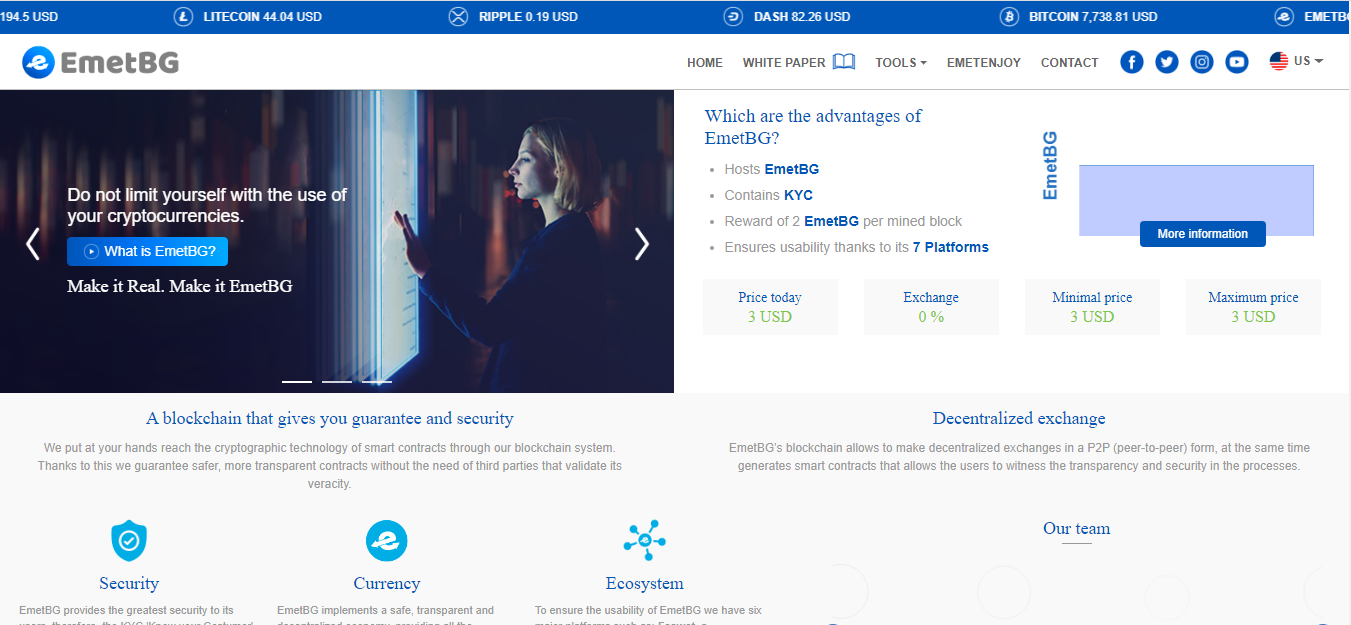 194.5 USD
LITECOIN 44.04 USD
RIPPLE 0.19 USD
DASH 82.26 USD
BITCOIN 7,738.81 USD
EMETBG
EmetBG
HOME
WHITE PAPER
TOOLS
EMETENJOY
CONTACT
US
Do not limit yourself with the use of
your cryptocurrencies.
What is EmetBG?
Make it Real. Make it EmetBG
Which are the advantages of
EmetBG?
Hosts EmetBG
Contains KYC
Reward of 2 EmetBG per mined block
Ensures usability thanks to its 7 Platforms
EmetBG
More information
Price today
3 USD
Exchange
0 %
Minimal price
3 USD
Maximum price
3 USD
A blockchain that gives you guarantee and security
We put at your hands reach the cryptographic technology of smart contracts through our blockchain system.
Thanks to this we guarantee safer, more transparent contracts without the need of third parties that validate its
veracity.
Decentralized exchange
EmetBG's blockchain allows to make decentralized exchanges in a P2P (peer-to-peer) form, at the same time
generates smart contracts that allows the users to witness the transparency and security in the processes.
Security
EmetBG provides the greatest security to its
Currency
EmetBG implements a safe, transparent and
Ecosystem
To ensure the usability of EmetBG we have six
Our team